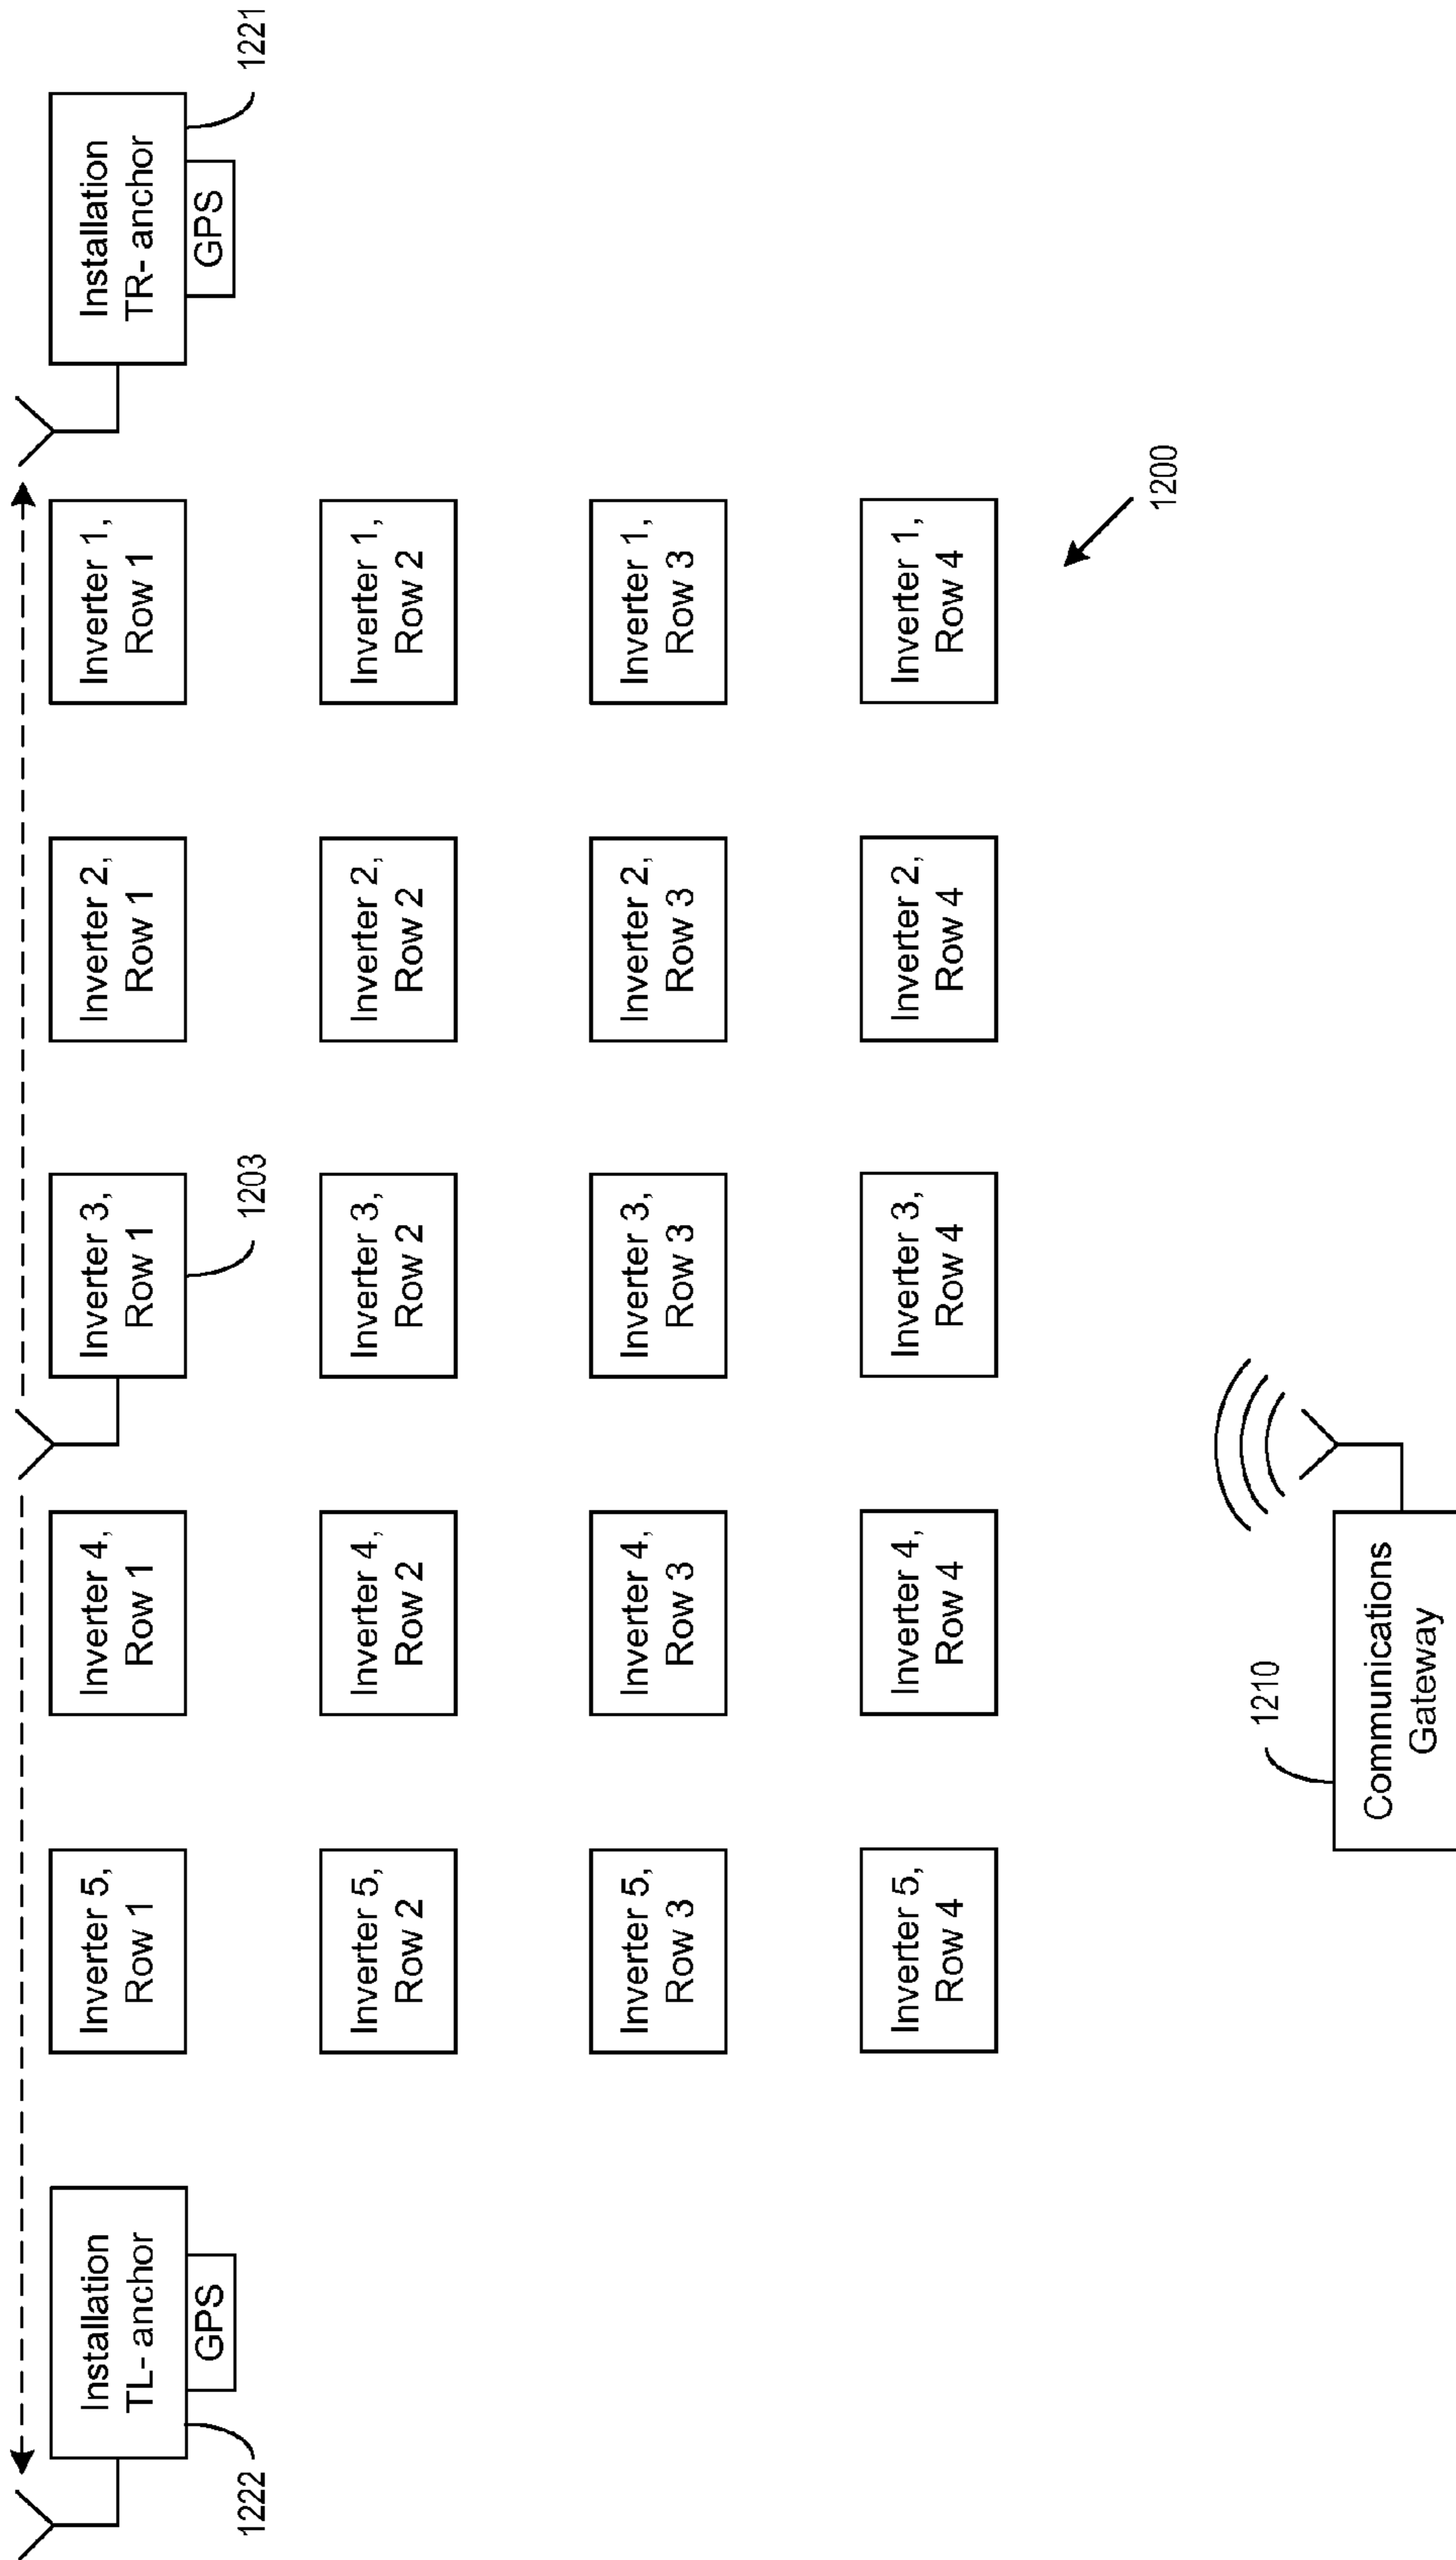 Installation
TL- anchor
GPS
1222
Inverter 5,
Row 1
Inverter 4,
Row 1
Inverter 3,
Row 1
1203
Inverter 2,
Row 1
Inverter 1,
Row 1
Installation
TR- anchor
GPS
1221
Inverter 5,
Row 2
Inverter 4,
Row 2
Inverter 3,
Row 2
Inverter 2,
Row 2
Inverter 1,
Row 2
Inverter 5,
Row 3
Inverter 4,
Row 3
Inverter 3,
Row 3
Inverter 2,
Row 3
Inverter 1,
Row 3
Inverter 5,
Row 4
Inverter 4,
Row 4
Inverter 3,
Row 4
Inverter 2,
Row 4
Inverter 1,
Row 4
1200
1210
Communications
Gateway